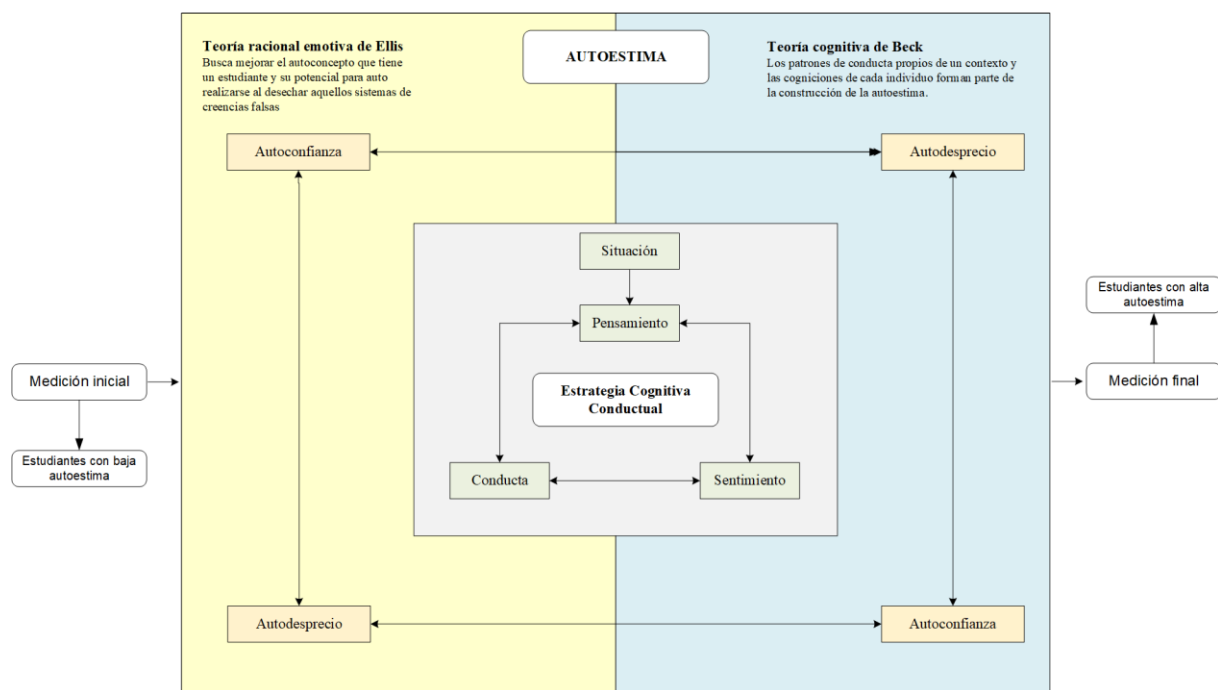 Teoría racional emotiva de Ellis
Busca mejorar el autoconcepto que tiene
un estudiante y su potencial para auto
realizarse al desechar aquellos sistemas de
creencias falsas
AUTOESTIMA
Teoría cognitiva de Beck
Los patrones de conducta propios de un contexto y
las cogniciones de cada individuo forman parte de
la construcción de la autoestima.
Autoconfianza
Autodesprecio
Situación
Pensamiento
Estrategia Cognitiva
Conductual
Conducta
Sentimiento
Medición inicial
Estudiantes con baja
autoestima
Estudiantes con alta
autoestima
Medición final
Autodesprecio
Autoconfianza